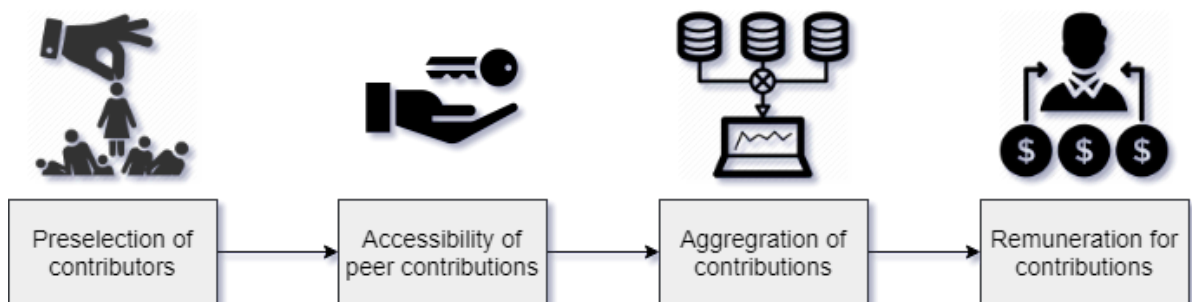 $ $ $
Preselection of
contributors
Accessibility of
peer contributions
Aggregration of
contributions
Remuneration for
contributions